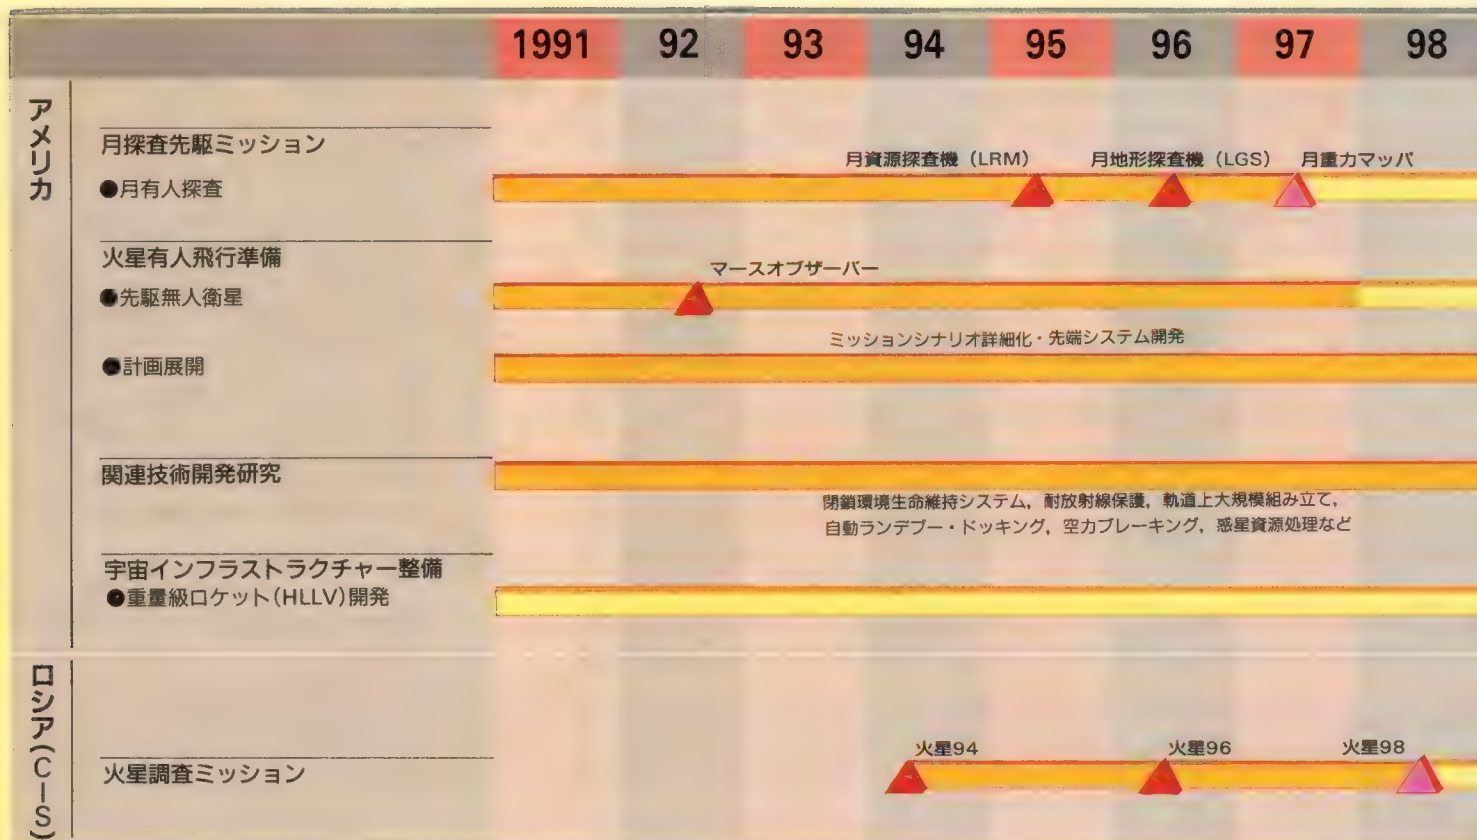 1991 92 93 94 95 96 97 98
アメリカ
月探査先駆ミッション
月資源探査機（LRM） 月地形探査機（LGS） 月重力マッパ
●月有人探査
火星有人飛行準備
マースオブザーバー
●先駆無人衛星
ミッションシナリオ詳細化・先端システム開発
●計画展開
関連技術開発研究
閉鎖環境生命維持システム，耐放射線保護，軌道上大規模組み立て，
自動ランデブー・ドッキング，空力ブレーキング，惑星資源処理など
宇宙インフラストラクチャー整備
●重量級ロケット（HLLV）開発
ロシア（CIS）
火星94 火星96 火星98
火星調査ミッション